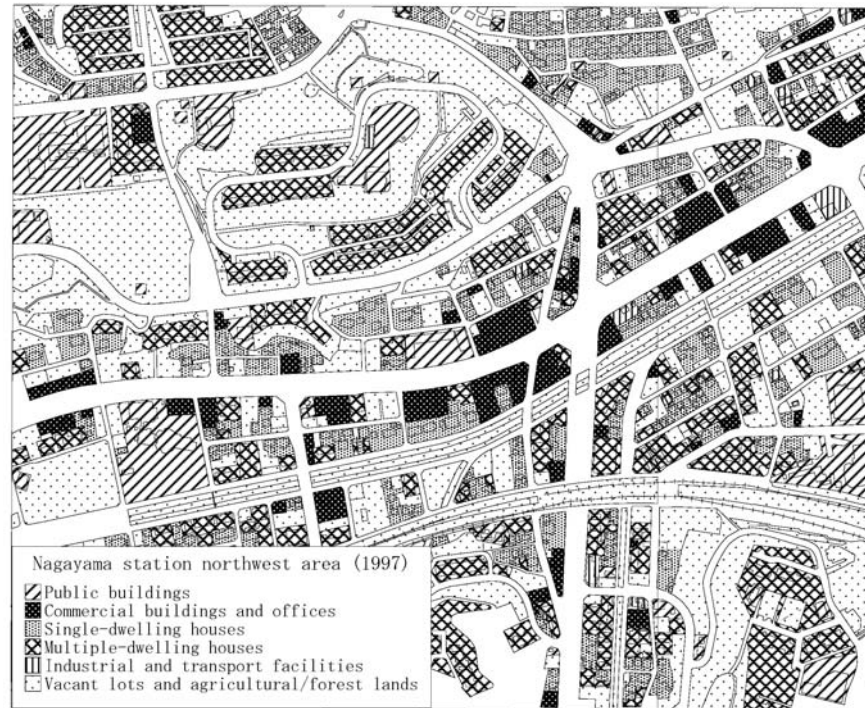 Nagayama station northwest area (1997)
Public buildings
Commercial buildings and offices
Single-dwelling houses
Multiple-dwelling houses
Industrial and transport facilities
Vacant lots and agricultural/forest lands